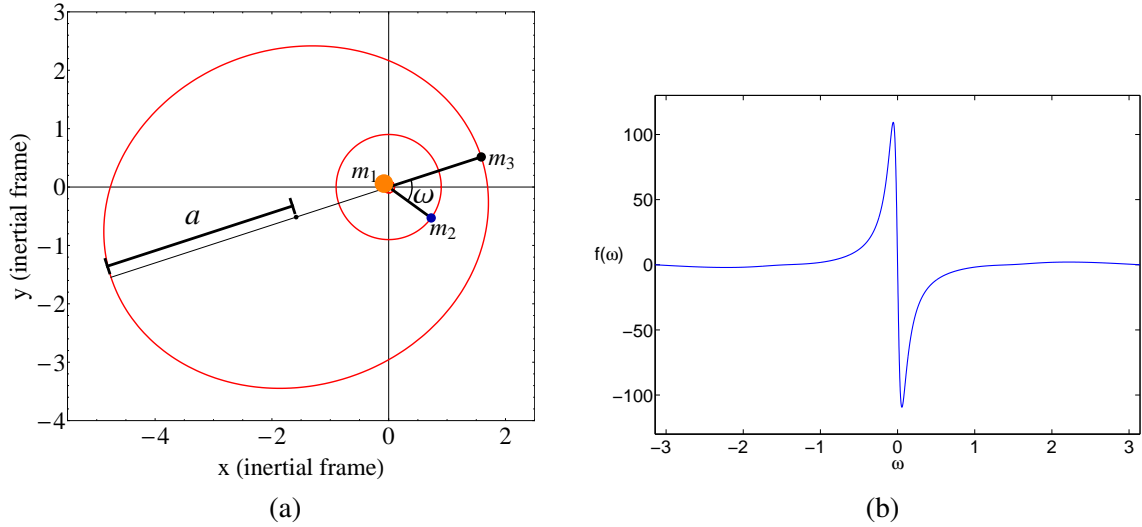 3
2
1
0
−1
−2
−3
−4
−4
−2
0
2
y (inertial frame)
x (inertial frame)
m1
m2
m3
ω
a
(a)
100
50
0
−50
−100
f(ω)
−3
−2
−1
0
1
2
3
ω
(b)